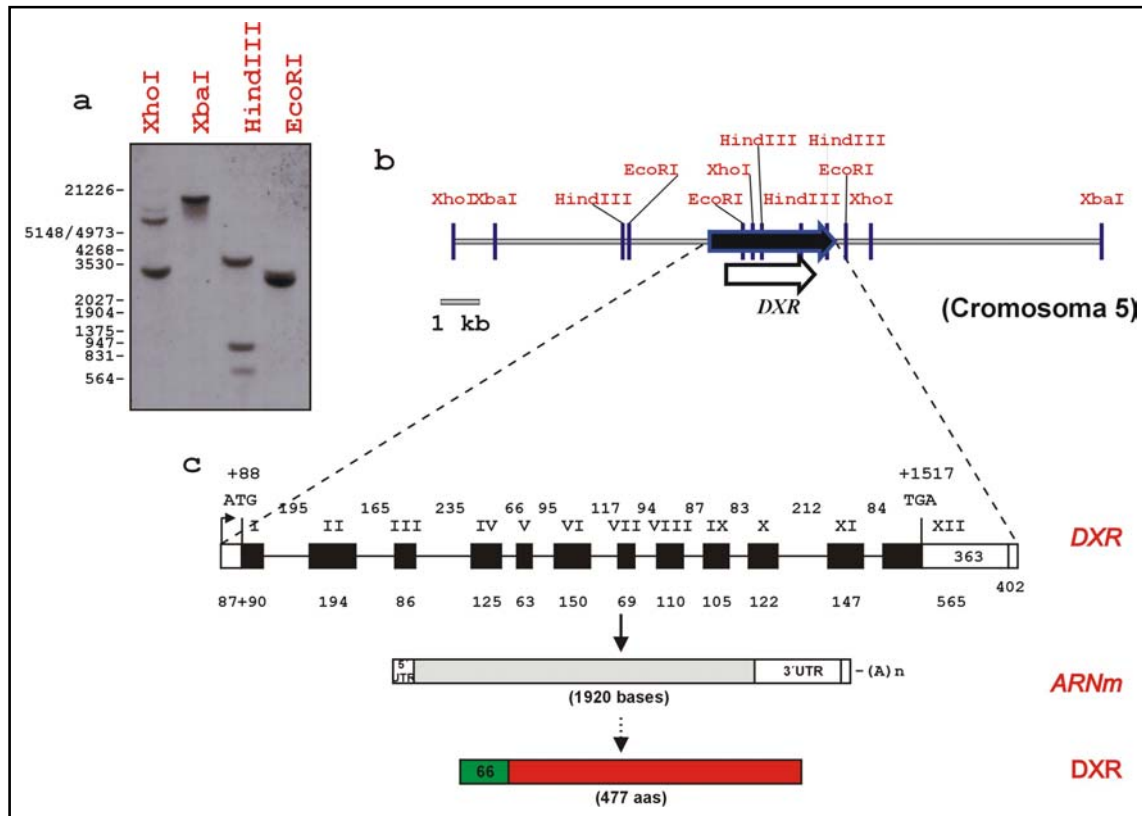 a
XhoI
XbaI
HindIII
EcoRI
21226-
5148/4973-
4268-
3530-
2027-
1904-
1375-
947-
831-
564-
b
HindIII HindIII
EcoRI XhoI EcoRI
XhoI XbaI HindIII EcoRI HindIII XhoI XbaI
1 kb
DXR
(Cromosoma 5)
c
+88 +1517
ATG TGA
195 165 235 66 95 117 94 87 83 212 84
I II III IV V VI VII VIII IX X XI XII
DXR
363
402
87+90 194 86 125 63 150 69 110 105 122 147 565
5´ UTR
3´UTR
-(A)n
(1920 bases)
ARNm
66
DXR
(477 aas)